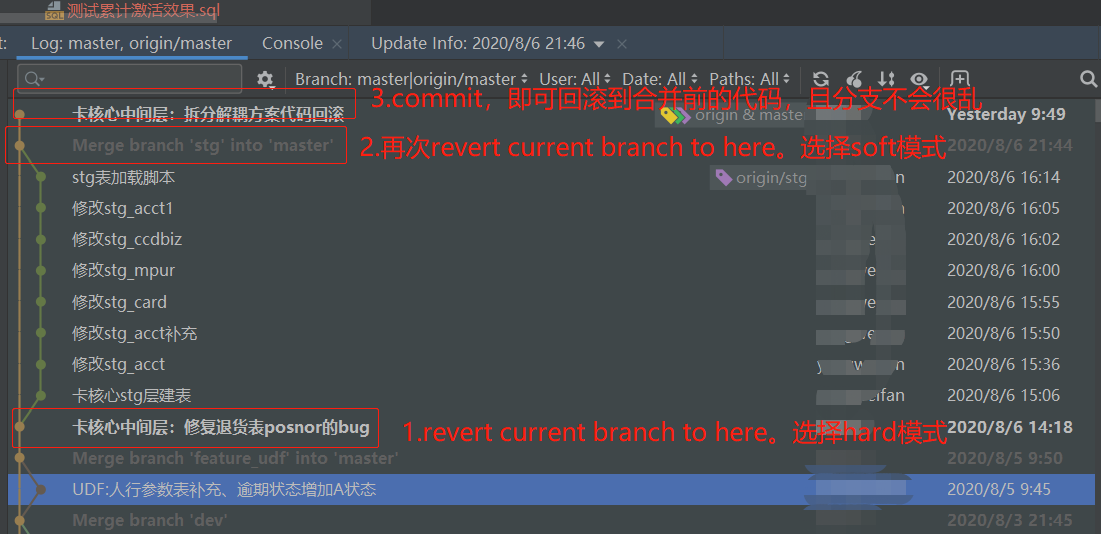 测试累计激活效果.sql
t: Log: master, origin/master Console × Update Info: 2020/8/6 21:46 ×
Branch: master|origin/master User: All Date: All Paths: All
卡核心中间层：拆分解耦方案代码回滚 origin & maste Yesterday 9:49
3.commit，即可回滚到合并前的代码，且分支不会很乱
Merge branch 'stg' into 'master' 2020/8/6 21:44
2.再次revert current branch to here。选择soft模式
stg表加载脚本 origin/stg n 2020/8/6 16:14
修改stg_acct1 2020/8/6 16:05
修改stg_ccdbiz 2020/8/6 16:02
修改stg_mpur 2020/8/6 16:00
修改stg_card 2020/8/6 15:55
修改stg_acct补充 2020/8/6 15:50
修改stg_acct 2020/8/6 15:36
卡核心stg层建表 eifan 2020/8/6 15:06
卡核心中间层：修复退货表posnor的bug 2020/8/6 14:18
1.revert current branch to here。选择hard模式
Merge branch 'feature_udf' into 'master' 2020/8/5 9:50
UDF:人行参数表补充、逾期状态增加A状态 2020/8/5 9:45
Merge branch 'dev' 2020/8/3 21:45